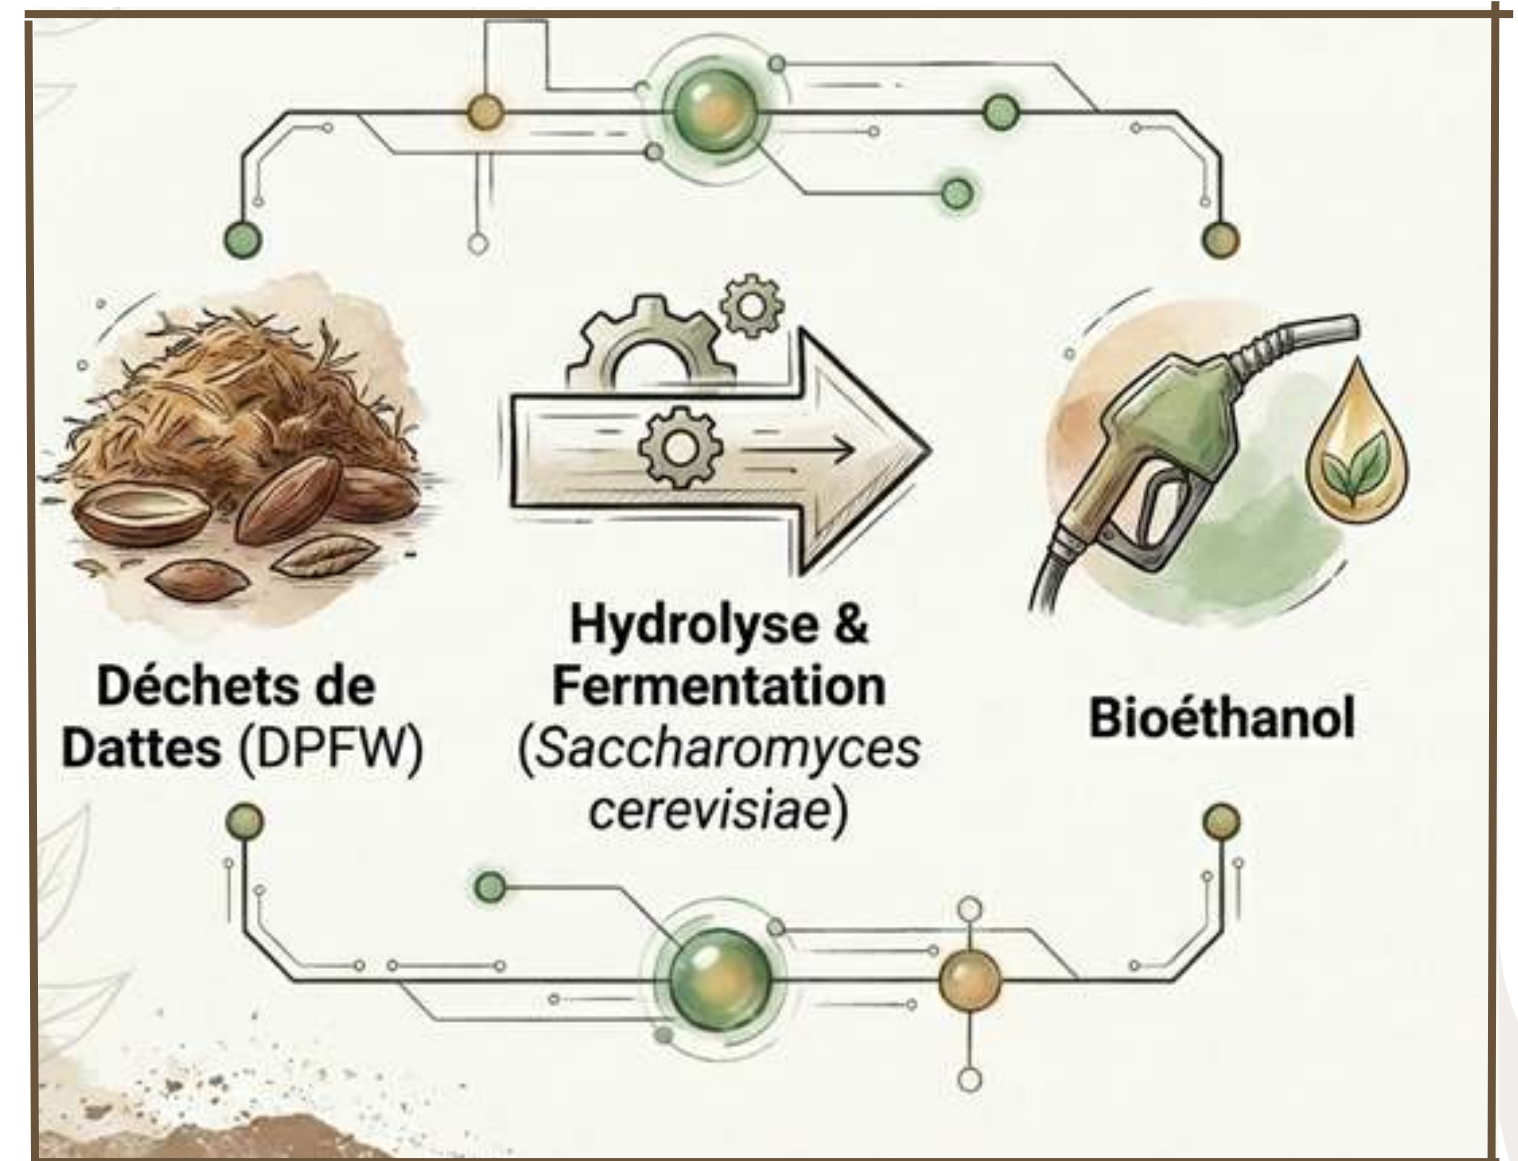 Déchets de
Dattes (DPFW)
Hydrolyse &
Fermentation
(Saccharomyces
cerevisiae)
Bioéthanol